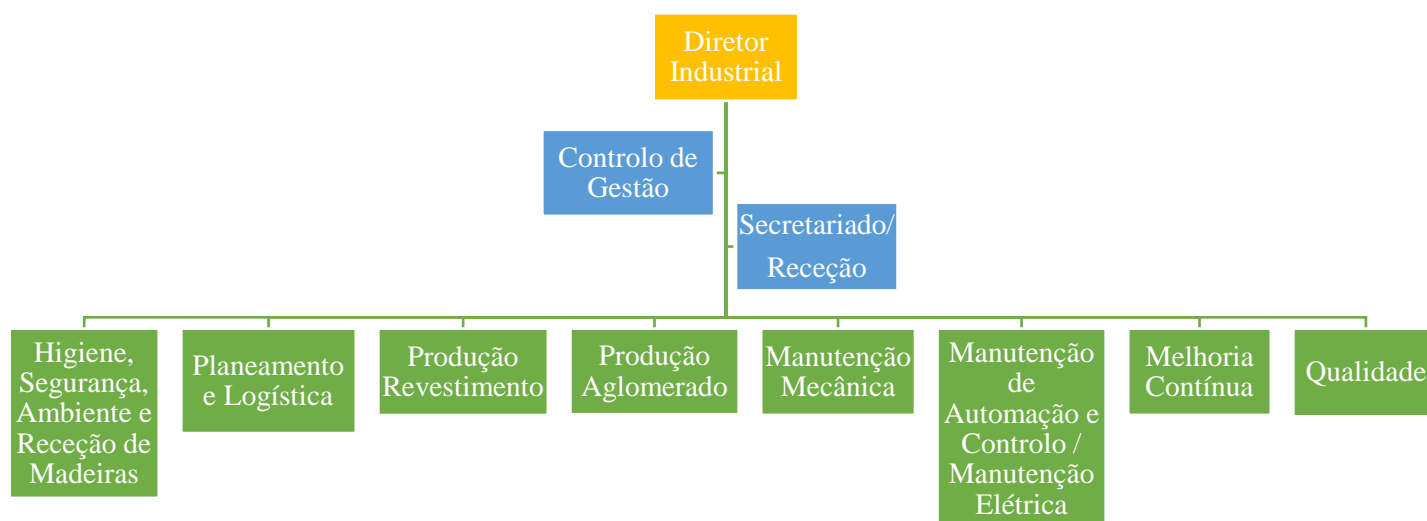 Diretor
Industrial
Controlo de
Gestão
Secretariado/
Receção
Higiene,
Segurança,
Ambiente e
Receção de
Madeiras
Planeamento
e Logística
Produção
Revestimento
Produção
Aglomerado
Manutenção
Mecânica
Manutenção
de
Automação e
Controlo /
Manutenção
Elétrica
Melhoria
Contínua
Qualidade